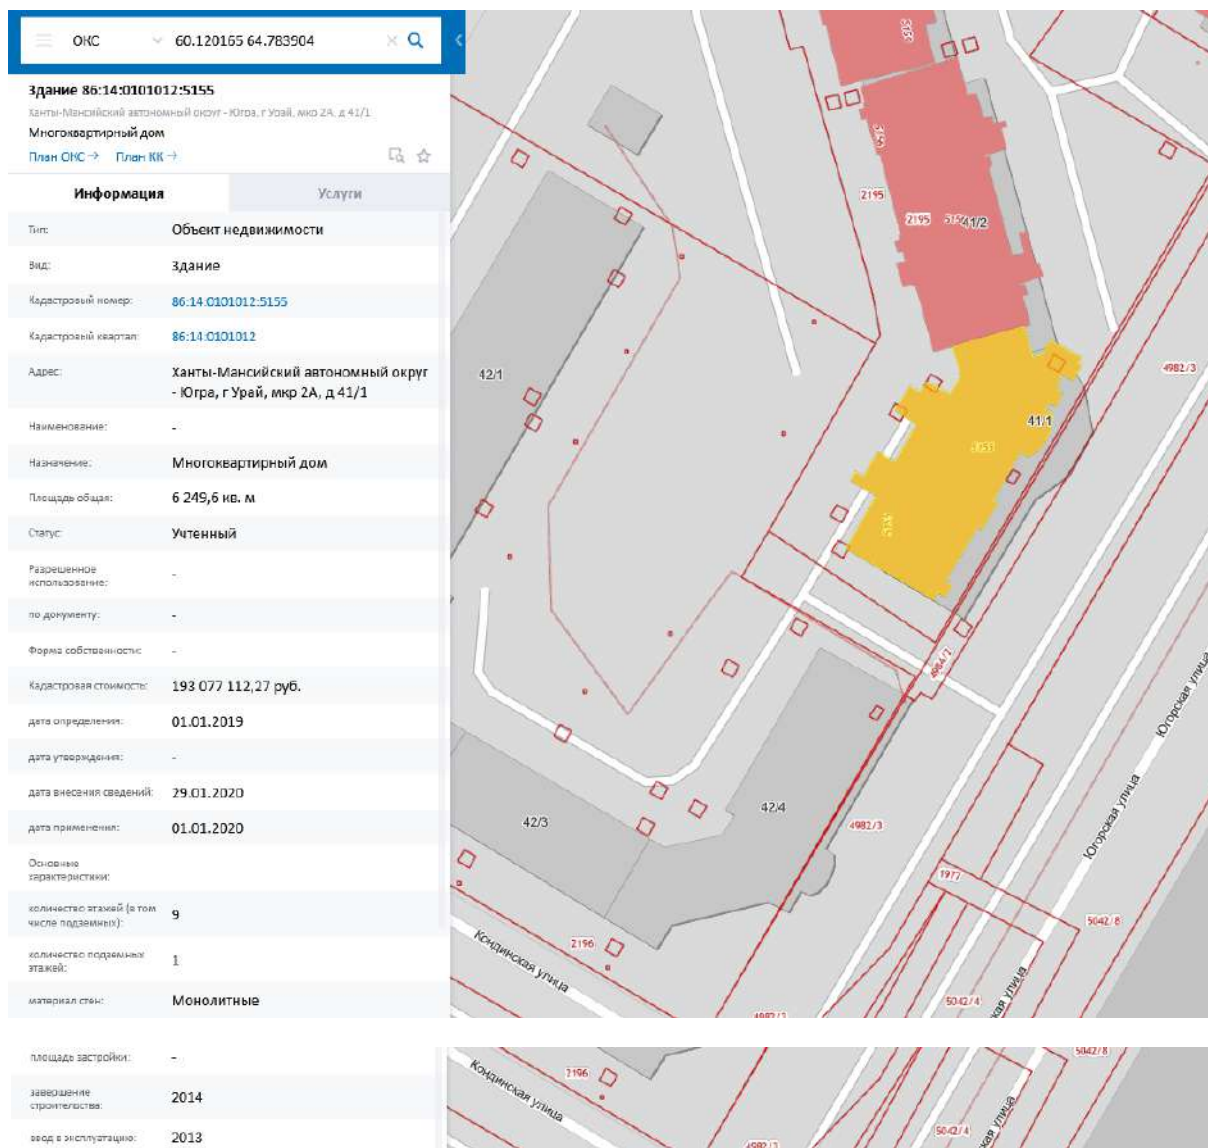 ОКС 60.120165 64.783904
Здание 86:14:0101012:5155
Ханты-Мансийский автономный округ - Югра, г Урай, мкр 2А, д 41/1
Многоквартирный дом
План ОКС → План КК →
Информация Услуги
Тип: Объект недвижимости
Вид: Здание
Кадастровый номер: 86:14:0101012:5155
Кадастровый квартал: 86:14:0101012
Адрес: Ханты-Мансийский автономный округ
- Югра, г Урай, мкр 2А, д 41/1
Наименование: -
Назначение: Многоквартирный дом
Площадь общая: 6 249,6 кв. м
Статус: Учтенный
Разрешенное
использование: -
по документу: -
Форма собственности: -
Кадастровая стоимость: 193 077 112,27 руб.
дата определения: 01.01.2019
дата утверждения: -
дата внесения сведений: 29.01.2020
дата применения: 01.01.2020
Основные
характеристики:
количество этажей (в том
числе подземных): 9
количество подземных
этажей: 1
материал стен: Монолитные
площадь застройки: -
завершение
строительства: 2014
ввод в эксплуатацию: 2013
2195
2195
41/2
4982/3
42/1
41/1
5155
5155
4984/2
Югорская улица
Югорская улица
42/4
42/3
4982/3
1977
5042/8
Кондинская улица
2196
5042/4
4982/3
5042/8
Кондинская улица
2196
5042/4
4982/3